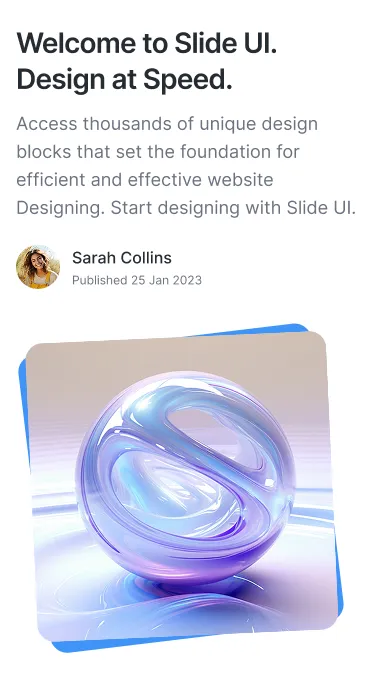 Welcome to Slide UI.
Design at Speed.
Access thousands of unique design
blocks that set the foundation for
efficient and effective website
Designing. Start designing with Slide UI.
Sarah Collins
Published 25 Jan 2023